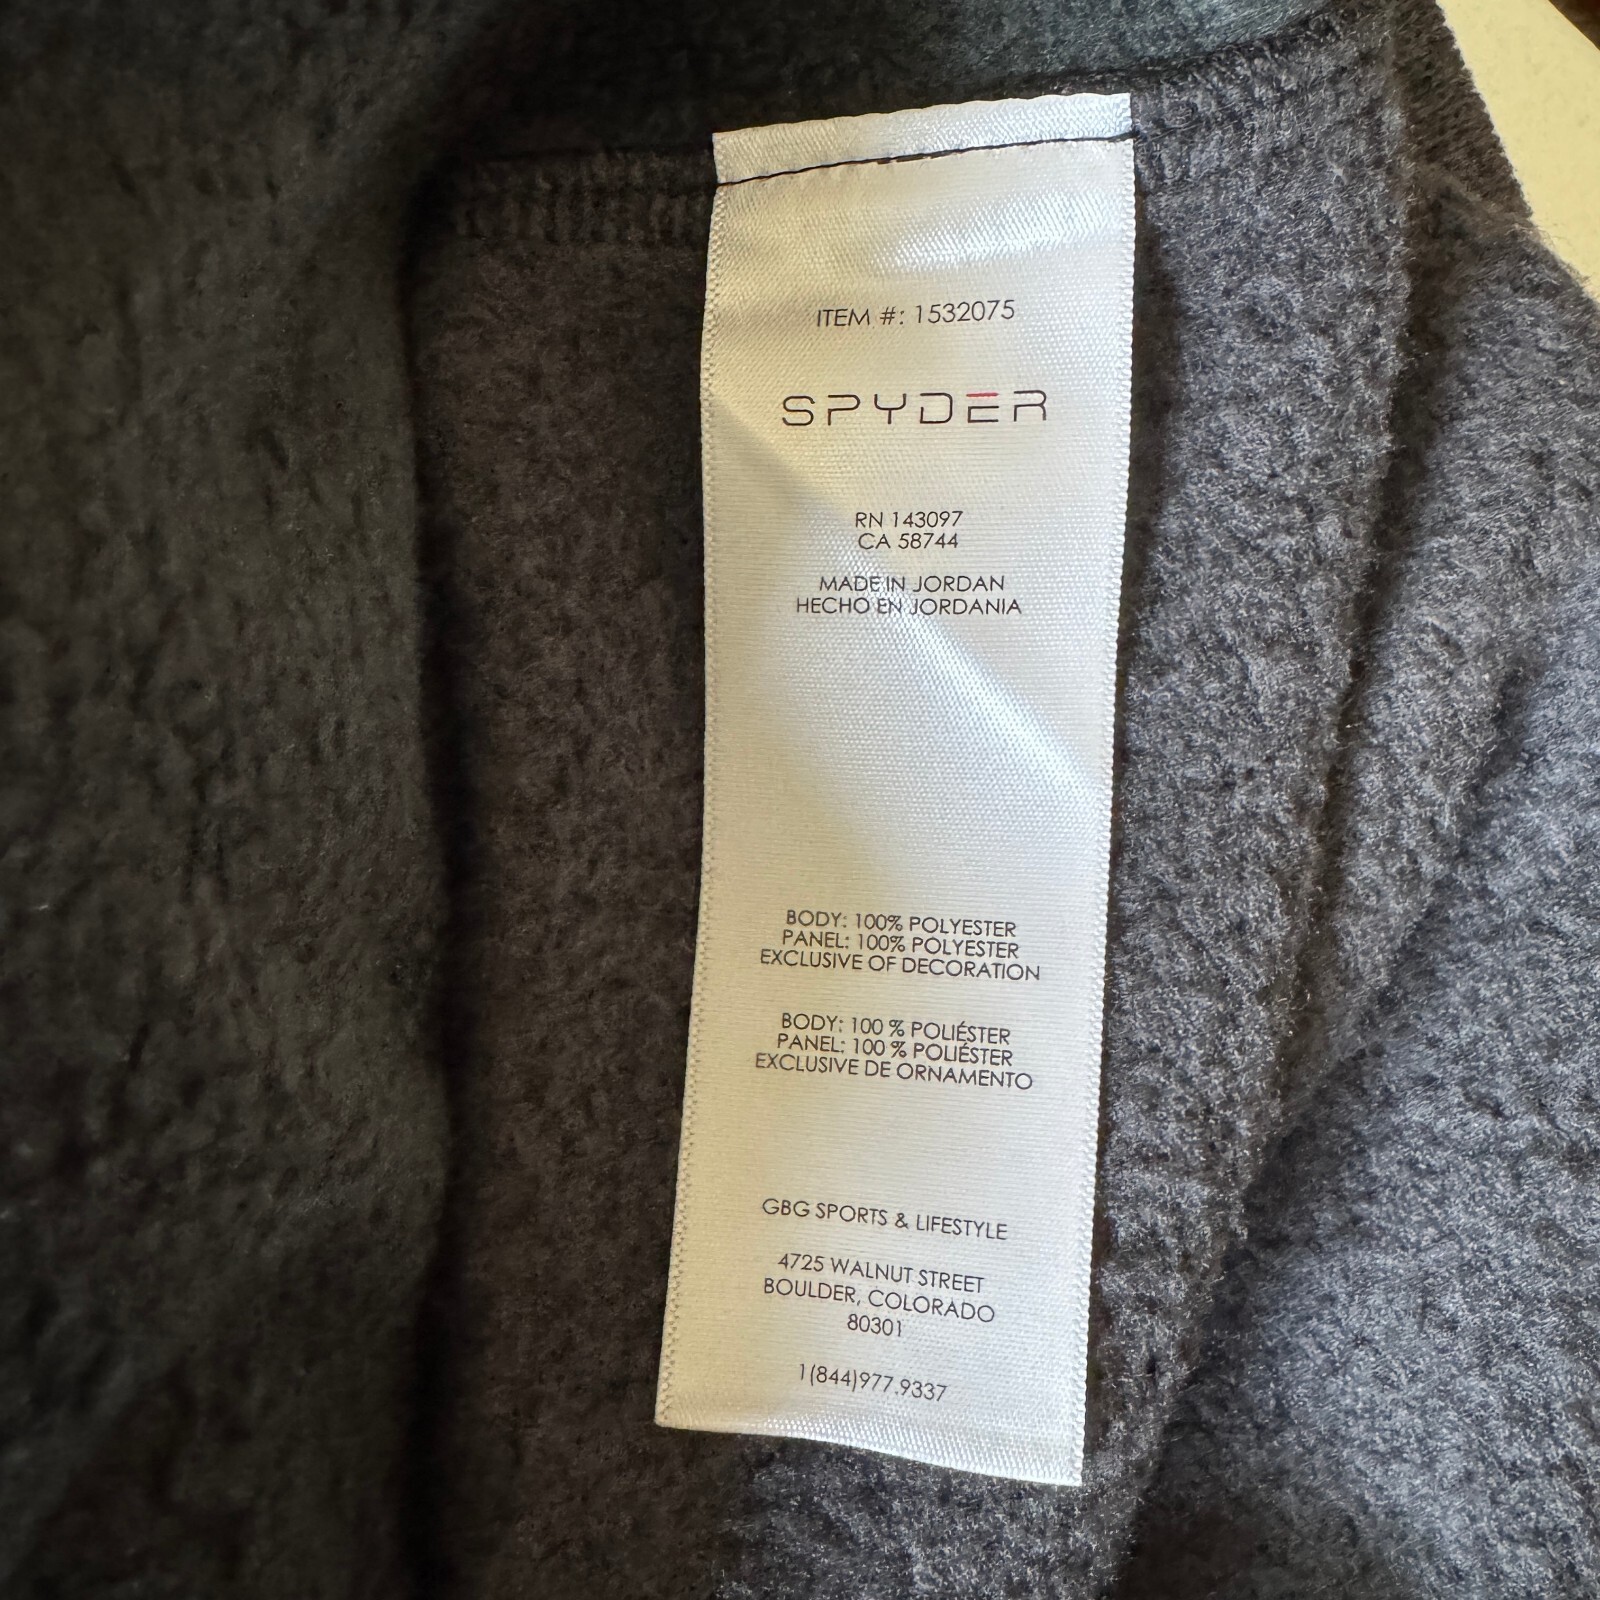 ITEM #: 1532075
SPYDER
RN 143097
CA 58744
MADE IN JORDAN
HECHO EN JORDANIA
BODY: 100% POLYESTER
PANEL: 100% POLYESTER
EXCLUSIVE OF DECORATION
BODY: 100 % POLIÉSTER
PANEL: 100 % POLIÉSTER
EXCLUSIVE DE ORNAMENTO
GBG SPORTS & LIFESTYLE
4725 WALNUT STREET
BOULDER, COLORADO
80301
1(844)977.9337